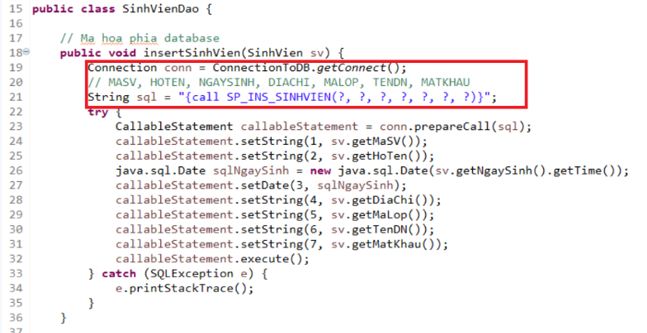 15 public class SinhVienDao {
16
17 // Ma hoa phia database
18 public void insertSinhVien(SinhVien sv) {
19 Connection conn = ConnectionToDB.getConnect();
20 // MASV, HOTEN, NGAYSINH, DIACHI, MALOP, TENDN, MATKHAU
21 String sql = "{call SP_INS_SINHVIEN(?, ?, ?, ?, ?, ?, ?)}";
22 try {
23 CallableStatement callableStatement = conn.prepareCall(sql);
24 callableStatement.setString(1, sv.getMaSV());
25 callableStatement.setString(2, sv.getHoTen());
26 java.sql.Date sqlNgaySinh = new java.sql.Date(sv.getNgaySinh().getTime());
27 callableStatement.setDate(3, sqlNgaySinh);
28 callableStatement.setString(4, sv.getDiaChi());
29 callableStatement.setString(5, sv.getMaLop());
30 callableStatement.setString(6, sv.getTenDN());
31 callableStatement.setString(7, sv.getMatKhau());
32 callableStatement.execute();
33 } catch (SQLException e) {
34 e.printStackTrace();
35 }
36 }
37